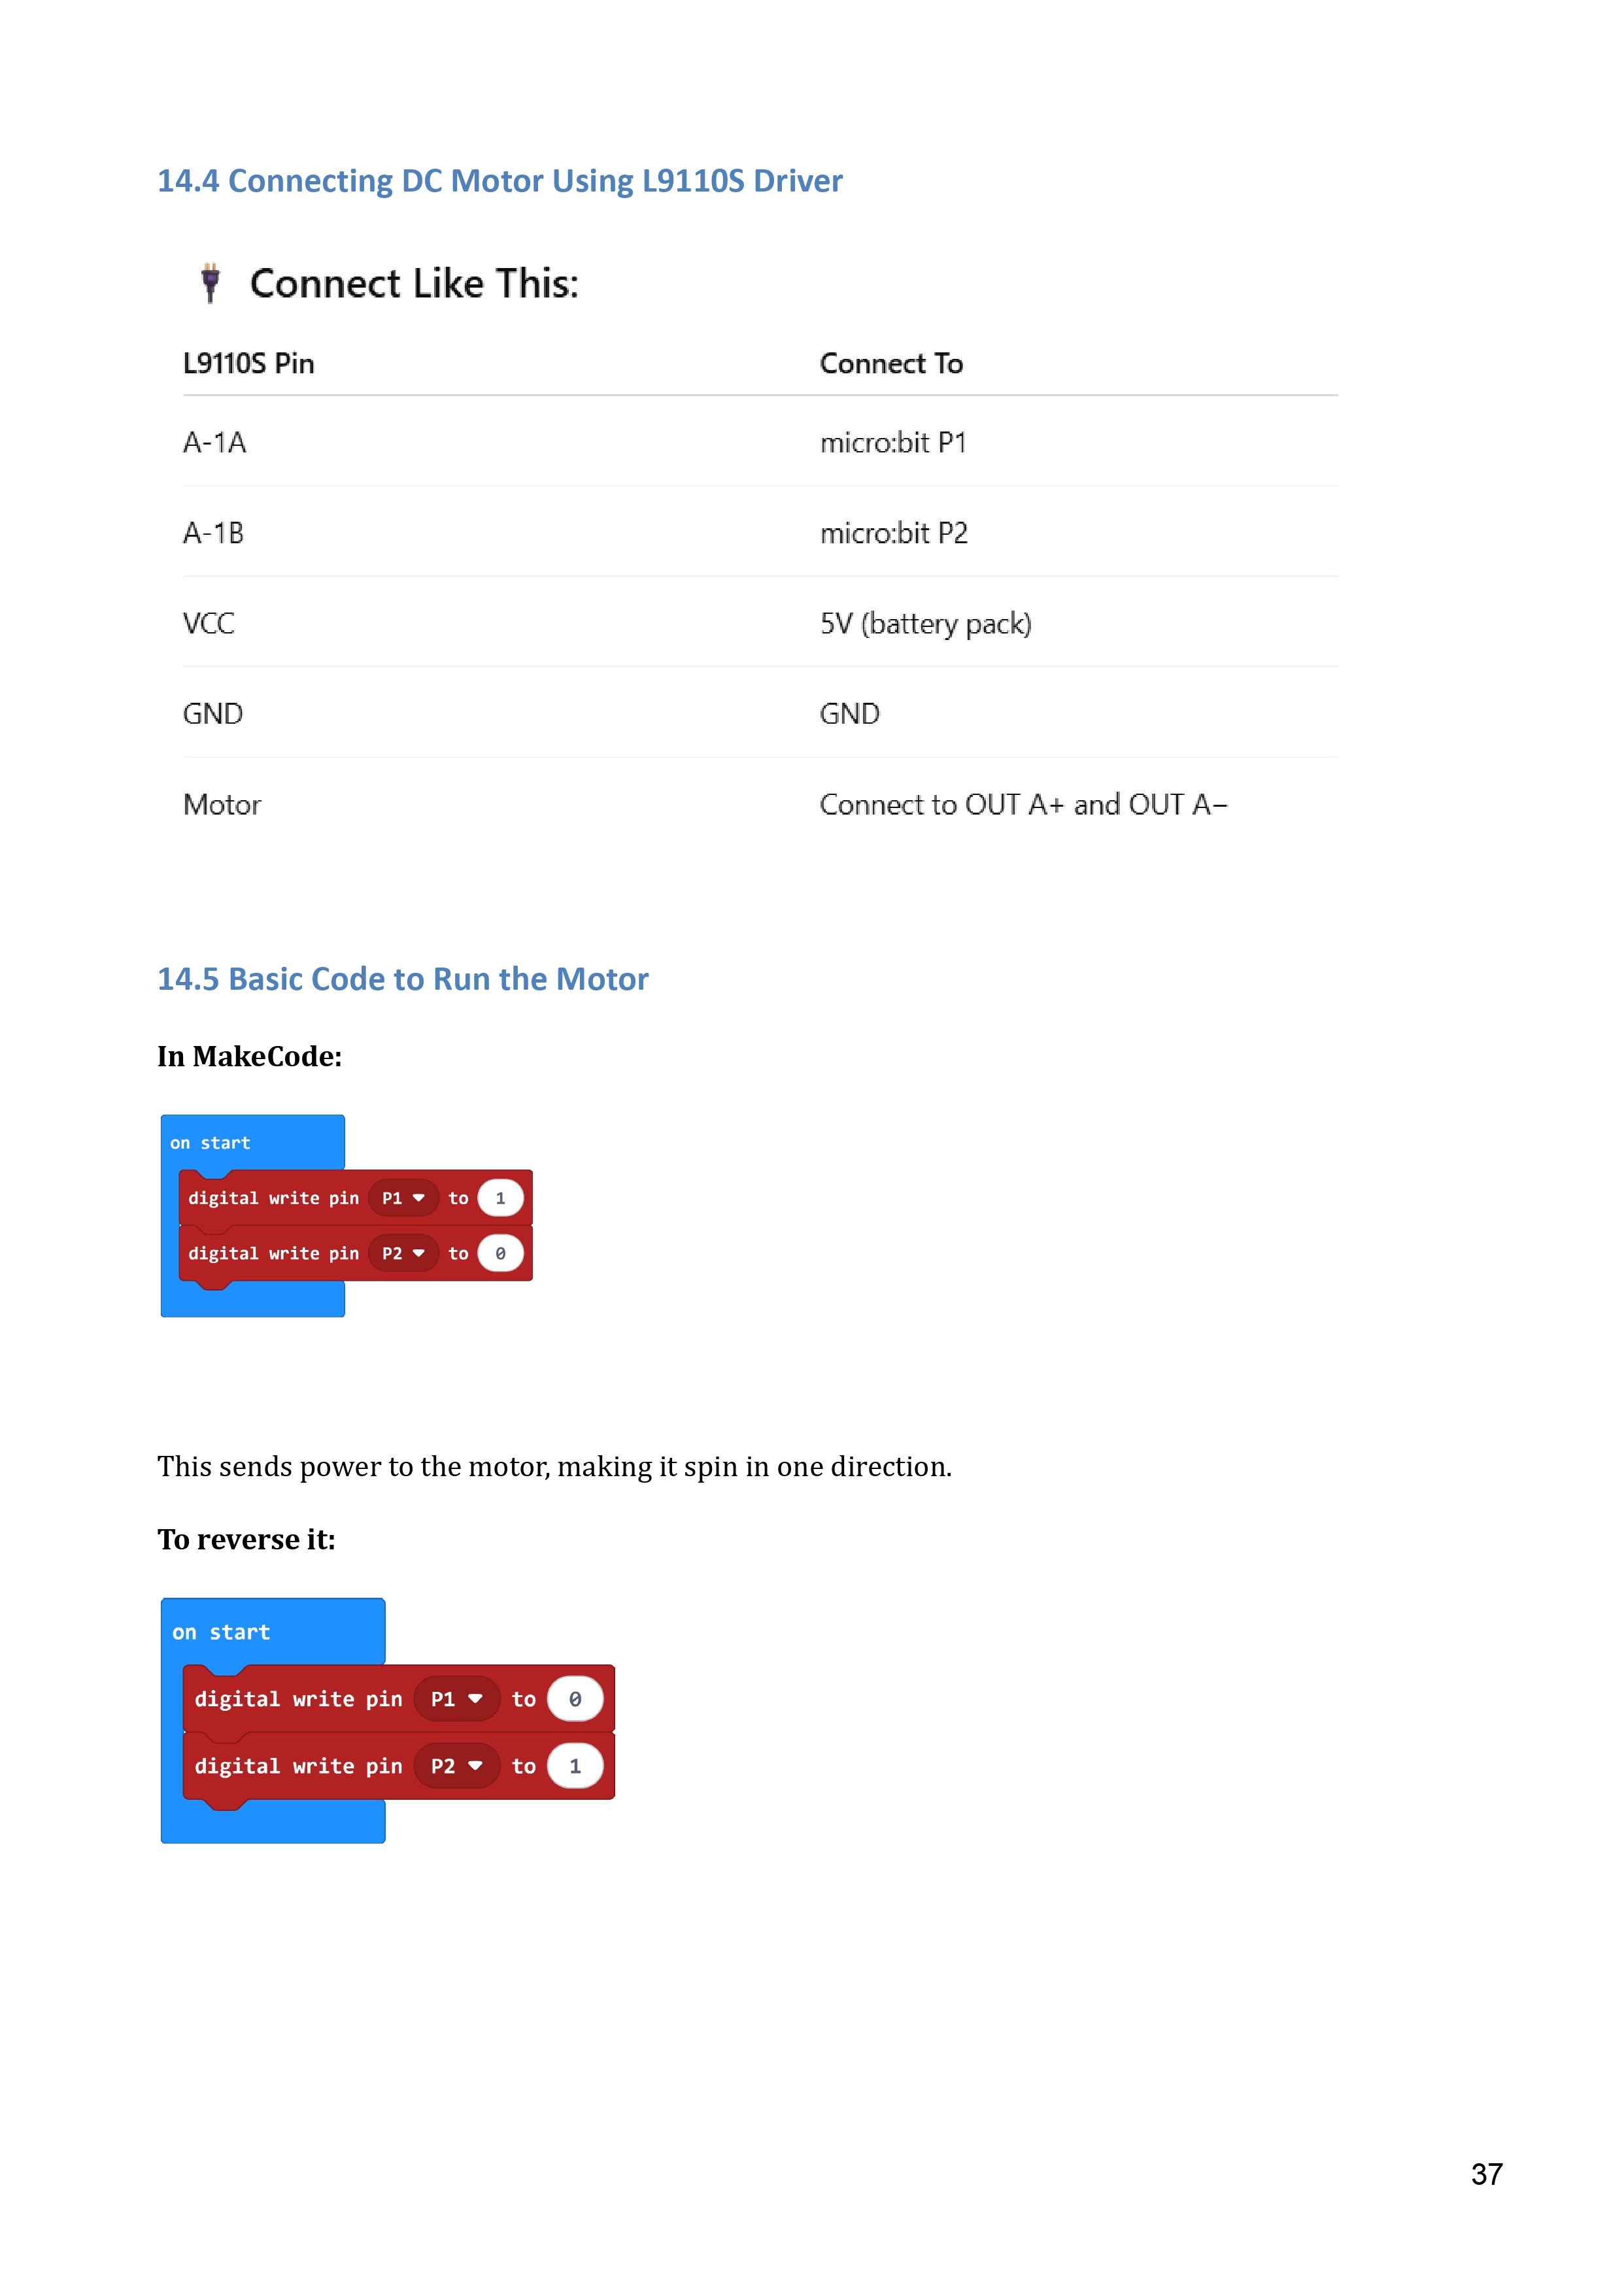 14.4 Connecting DC Motor Using L9110S Driver
Connect Like This:
L9110S Pin Connect To
A-1A micro:bit P1
A-1B micro:bit P2
VCC 5V (battery pack)
GND GND
Motor Connect to OUT A+ and OUT A−
14.5 Basic Code to Run the Motor
In MakeCode:
on start
digital write pin P1 to 1
digital write pin P2 to 0
This sends power to the motor, making it spin in one direction.
To reverse it:
on start
digital write pin P1 to 0
digital write pin P2 to 1
37